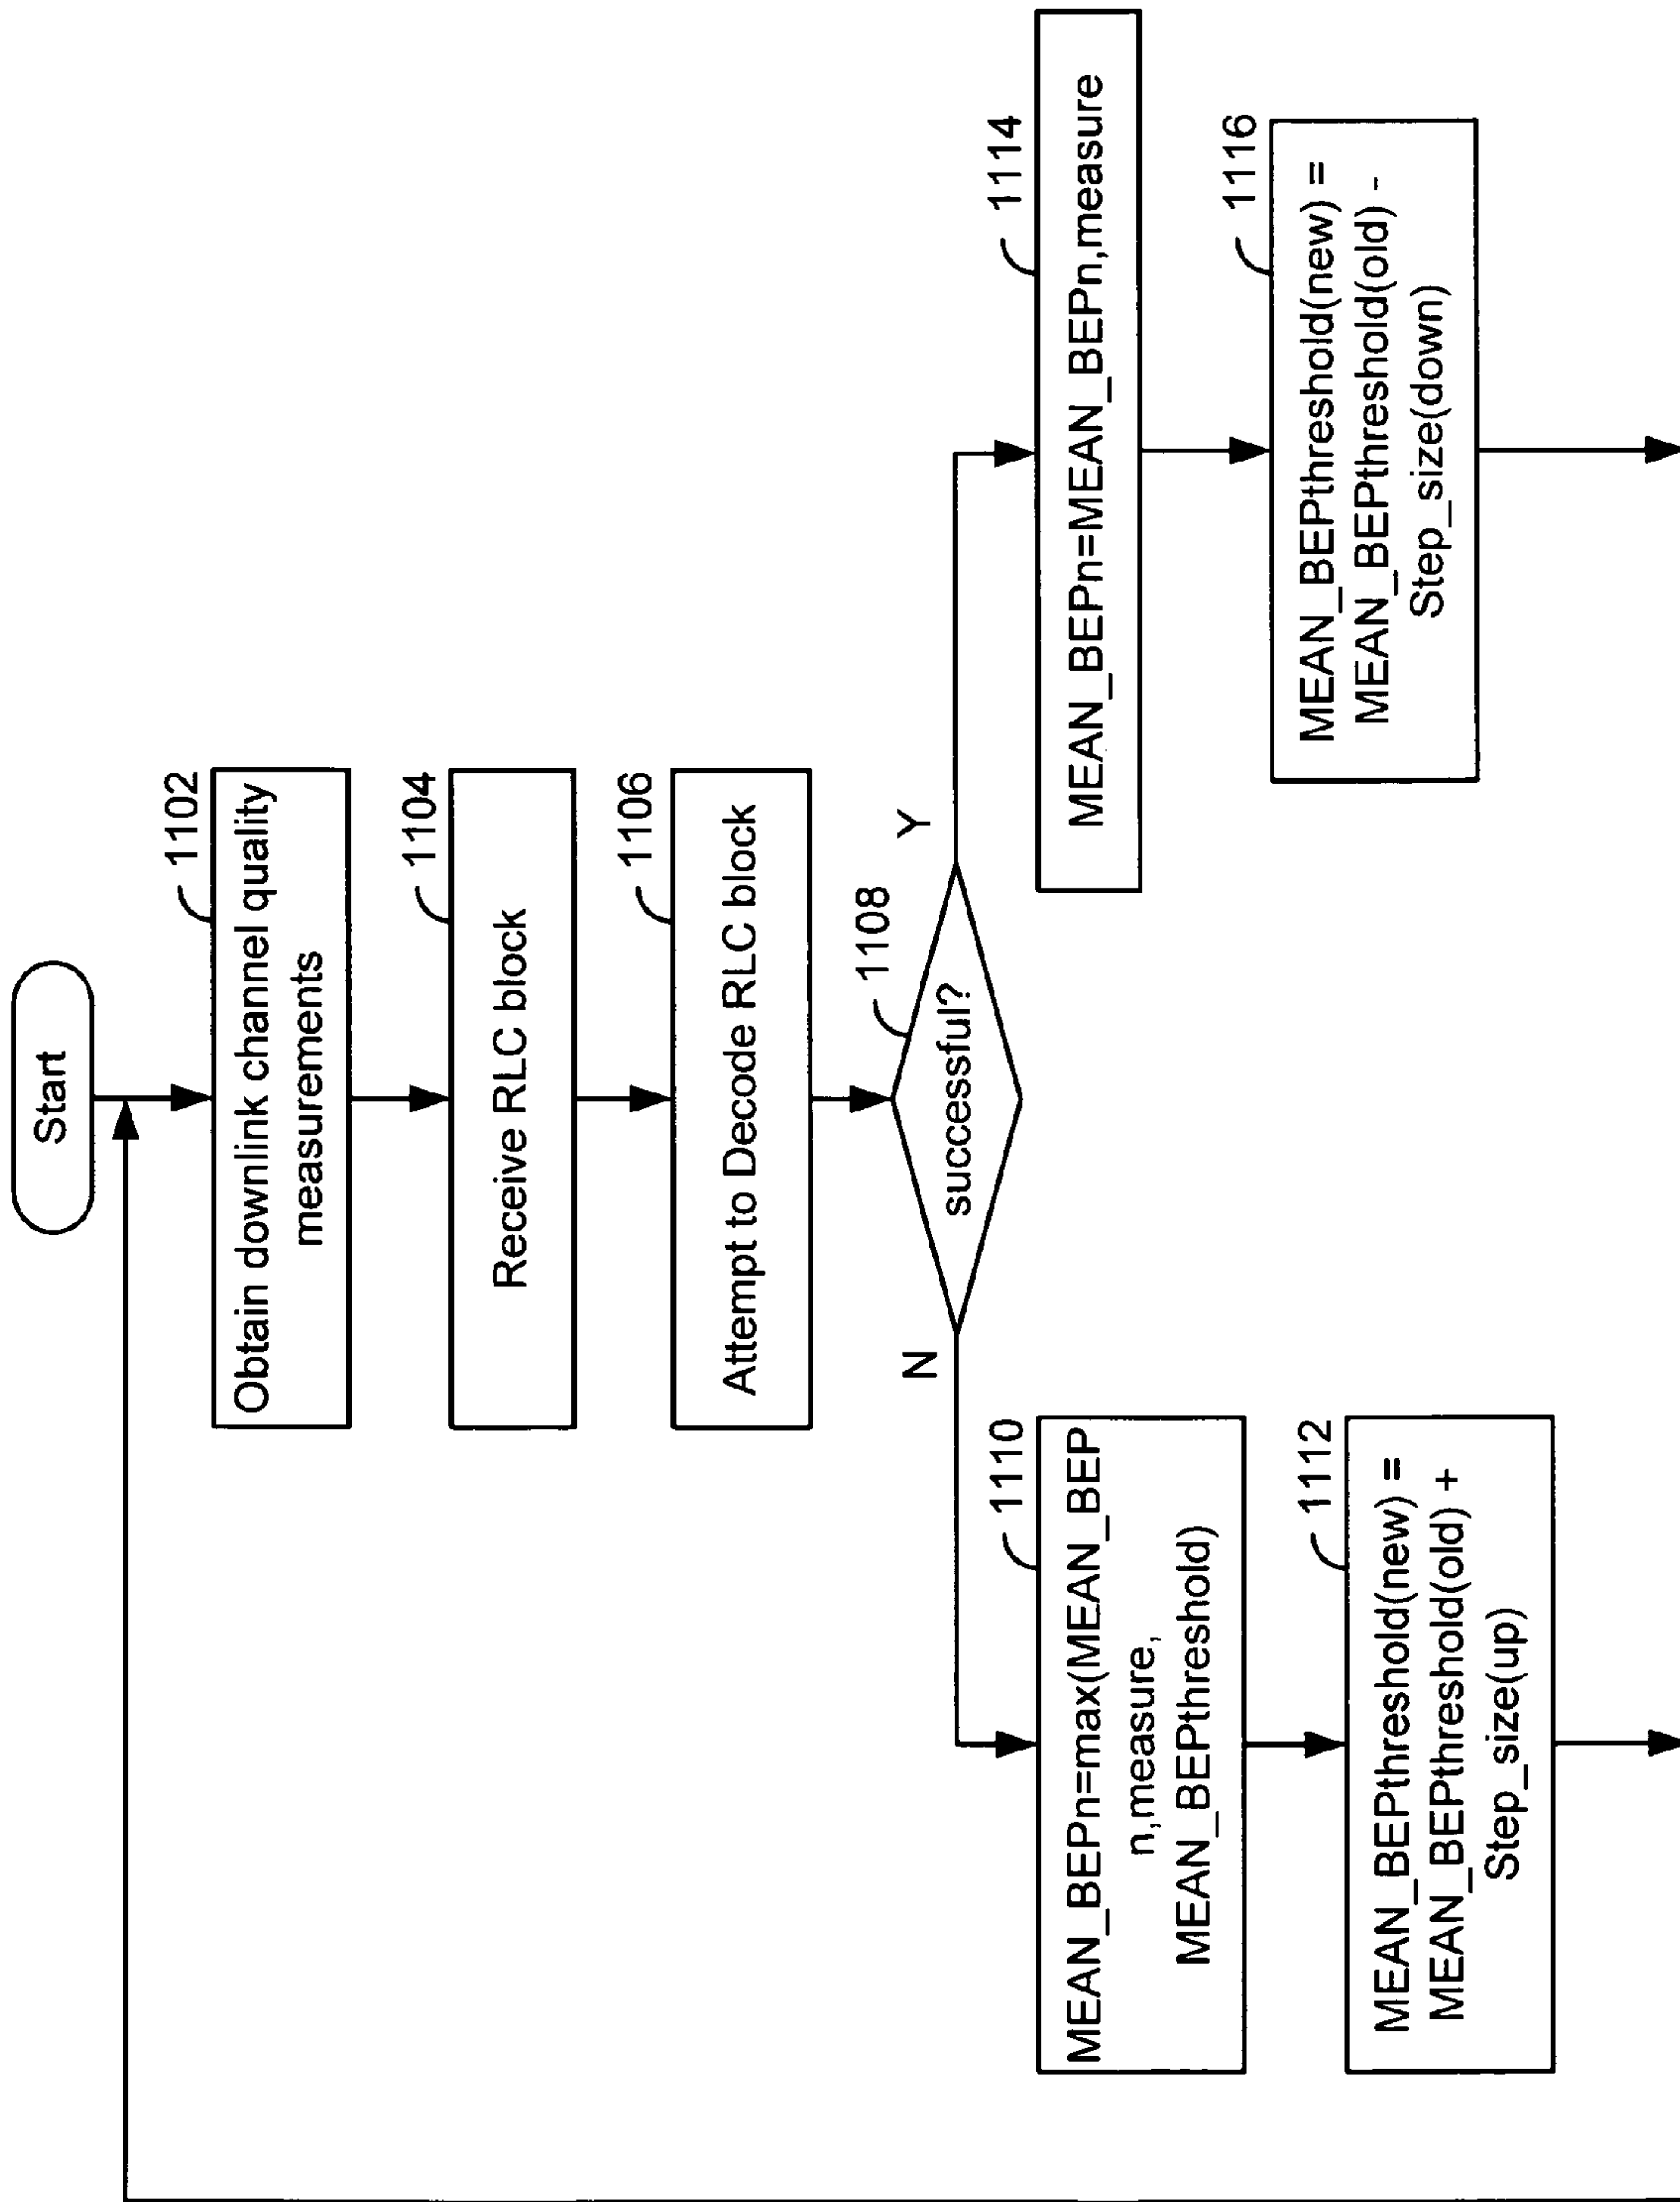 Start
1102
Obtain downlink channel quality
measurements
1104
Receive RLC block
1106
Attempt to Decode RLC block
1108
successful?
N
Y
1110
MEAN_BEPn=max(MEAN_BEP
n,measure,
MEAN_BEPthreshold)
1112
MEAN_BEPthreshold(new) =
MEAN_BEPthreshold(old) +
Step_size(up)
1114
MEAN_BEPn=MEAN_BEPn,measure
1116
MEAN_BEPthreshold(new) =
MEAN_BEPthreshold(old) -
Step_size(down)